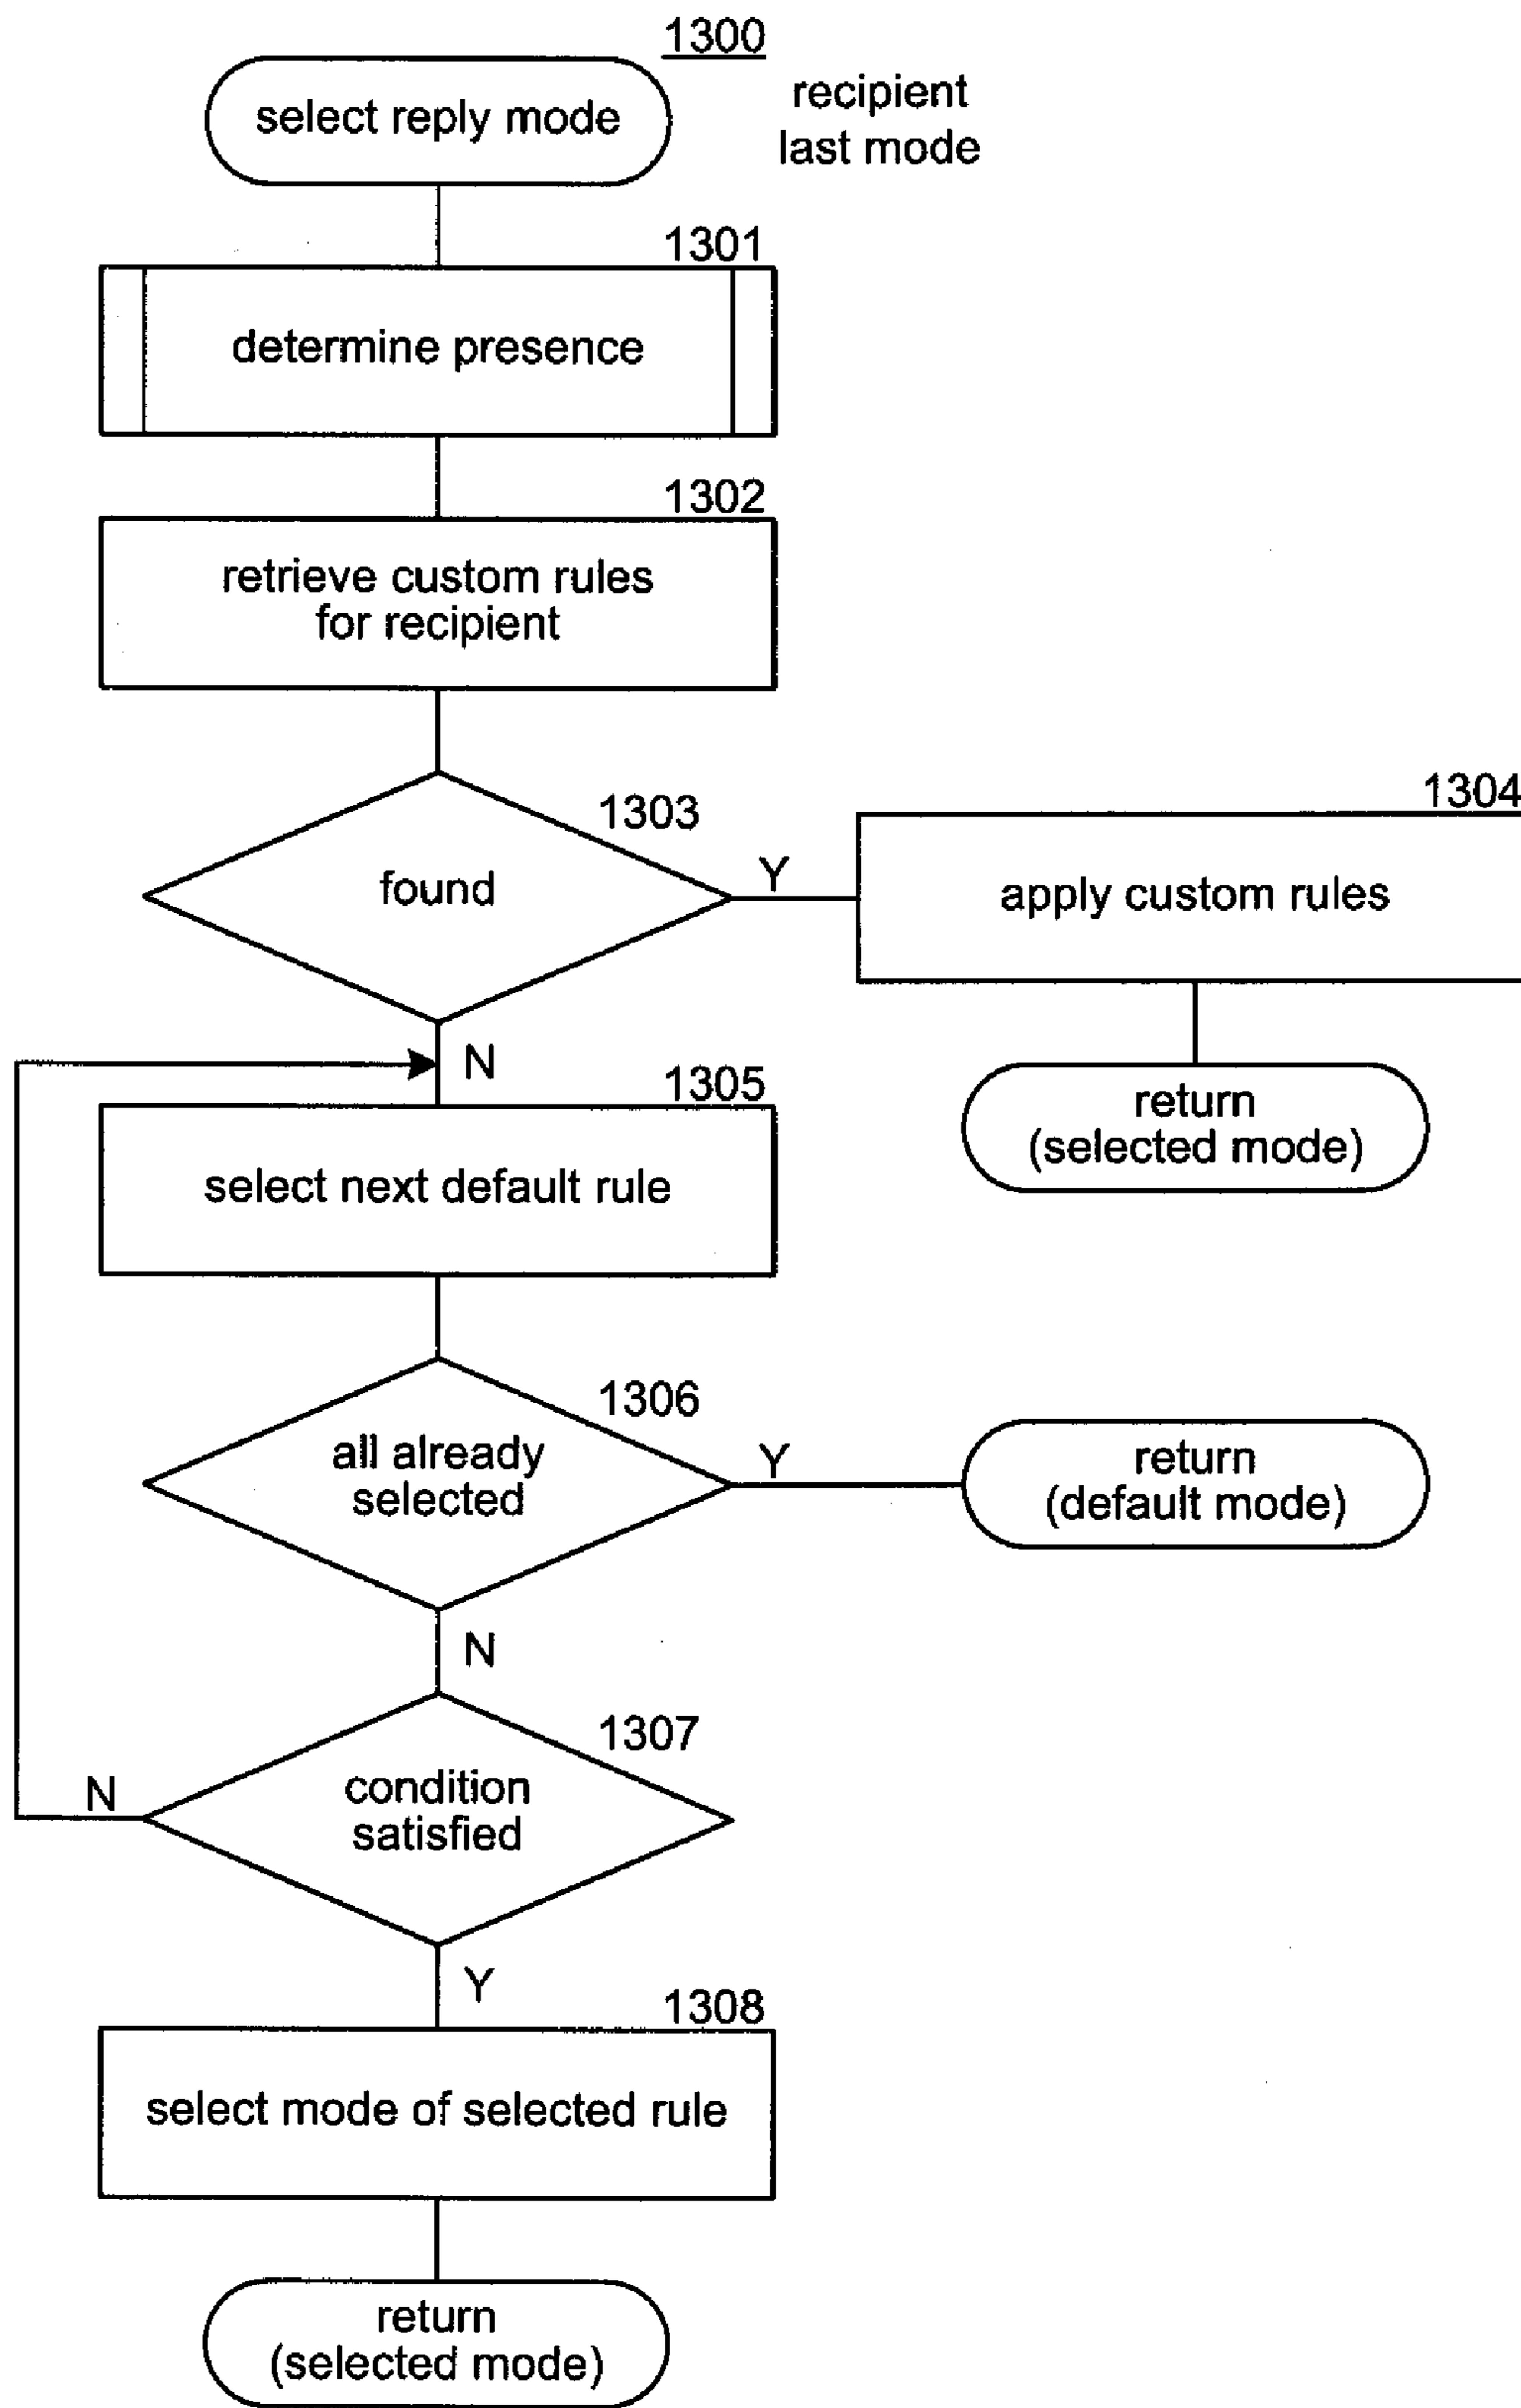 1300
select reply mode
recipient
last mode
1301
determine presence
1302
retrieve custom rules
for recipient
1303
found
Y
1304
apply custom rules
return
(selected mode)
N
1305
select next default rule
1306
all already
selected
Y
return
(default mode)
N
1307
condition
satisfied
N
Y
1308
select mode of selected rule
return
(selected mode)